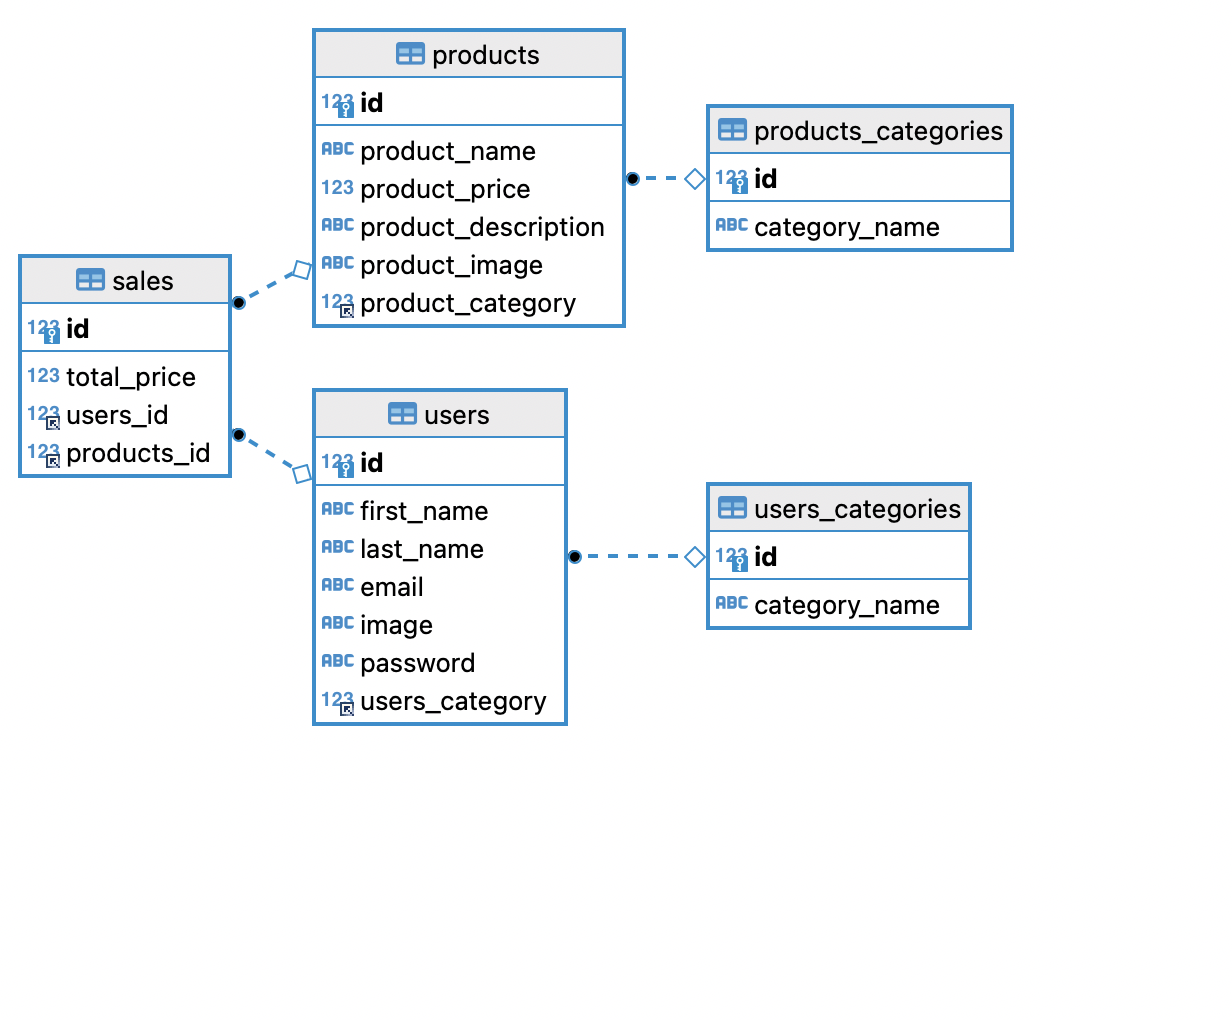 products
123 id
ABC product_name
123 product_price
ABC product_description
ABC product_image
123 product_category
products_categories
123 id
ABC category_name
sales
123 id
123 total_price
123 users_id
123 products_id
users
123 id
ABC first_name
ABC last_name
ABC email
ABC image
ABC password
123 users_category
users_categories
123 id
ABC category_name